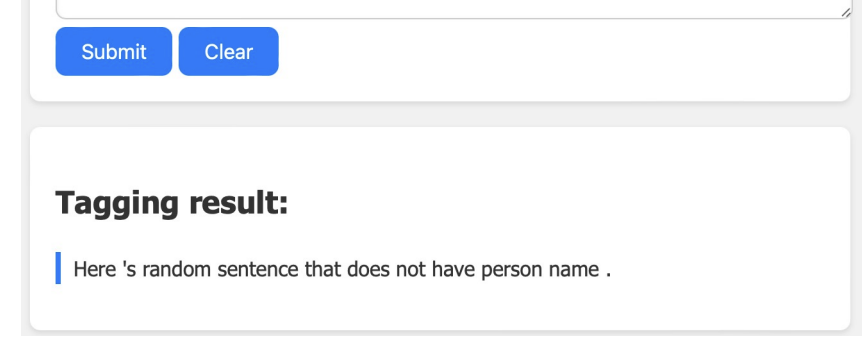 Submit Clear
Tagging result:
Here 's random sentence that does not have person name .